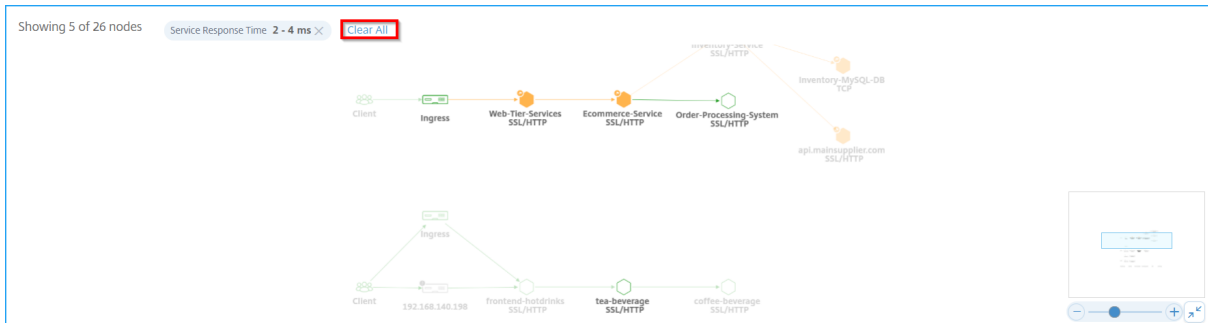 Showing 5 of 26 nodes
Service Response Time 2 - 4 ms
Clear All
inventory-service
SSL/HTTP
inventory-MySQL-DB
TCP
Client
Ingress
Web-Tier-Services
SSL/HTTP
Ecommerce-Service
SSL/HTTP
Order-Processing-System
SSL/HTTP
api.mainsupplier.com
SSL/HTTP
Ingress
Client
192.168.140.198
frontend-hotdrinks
SSL/HTTP
tea-beverage
SSL/HTTP
coffee-beverage
SSL/HTTP